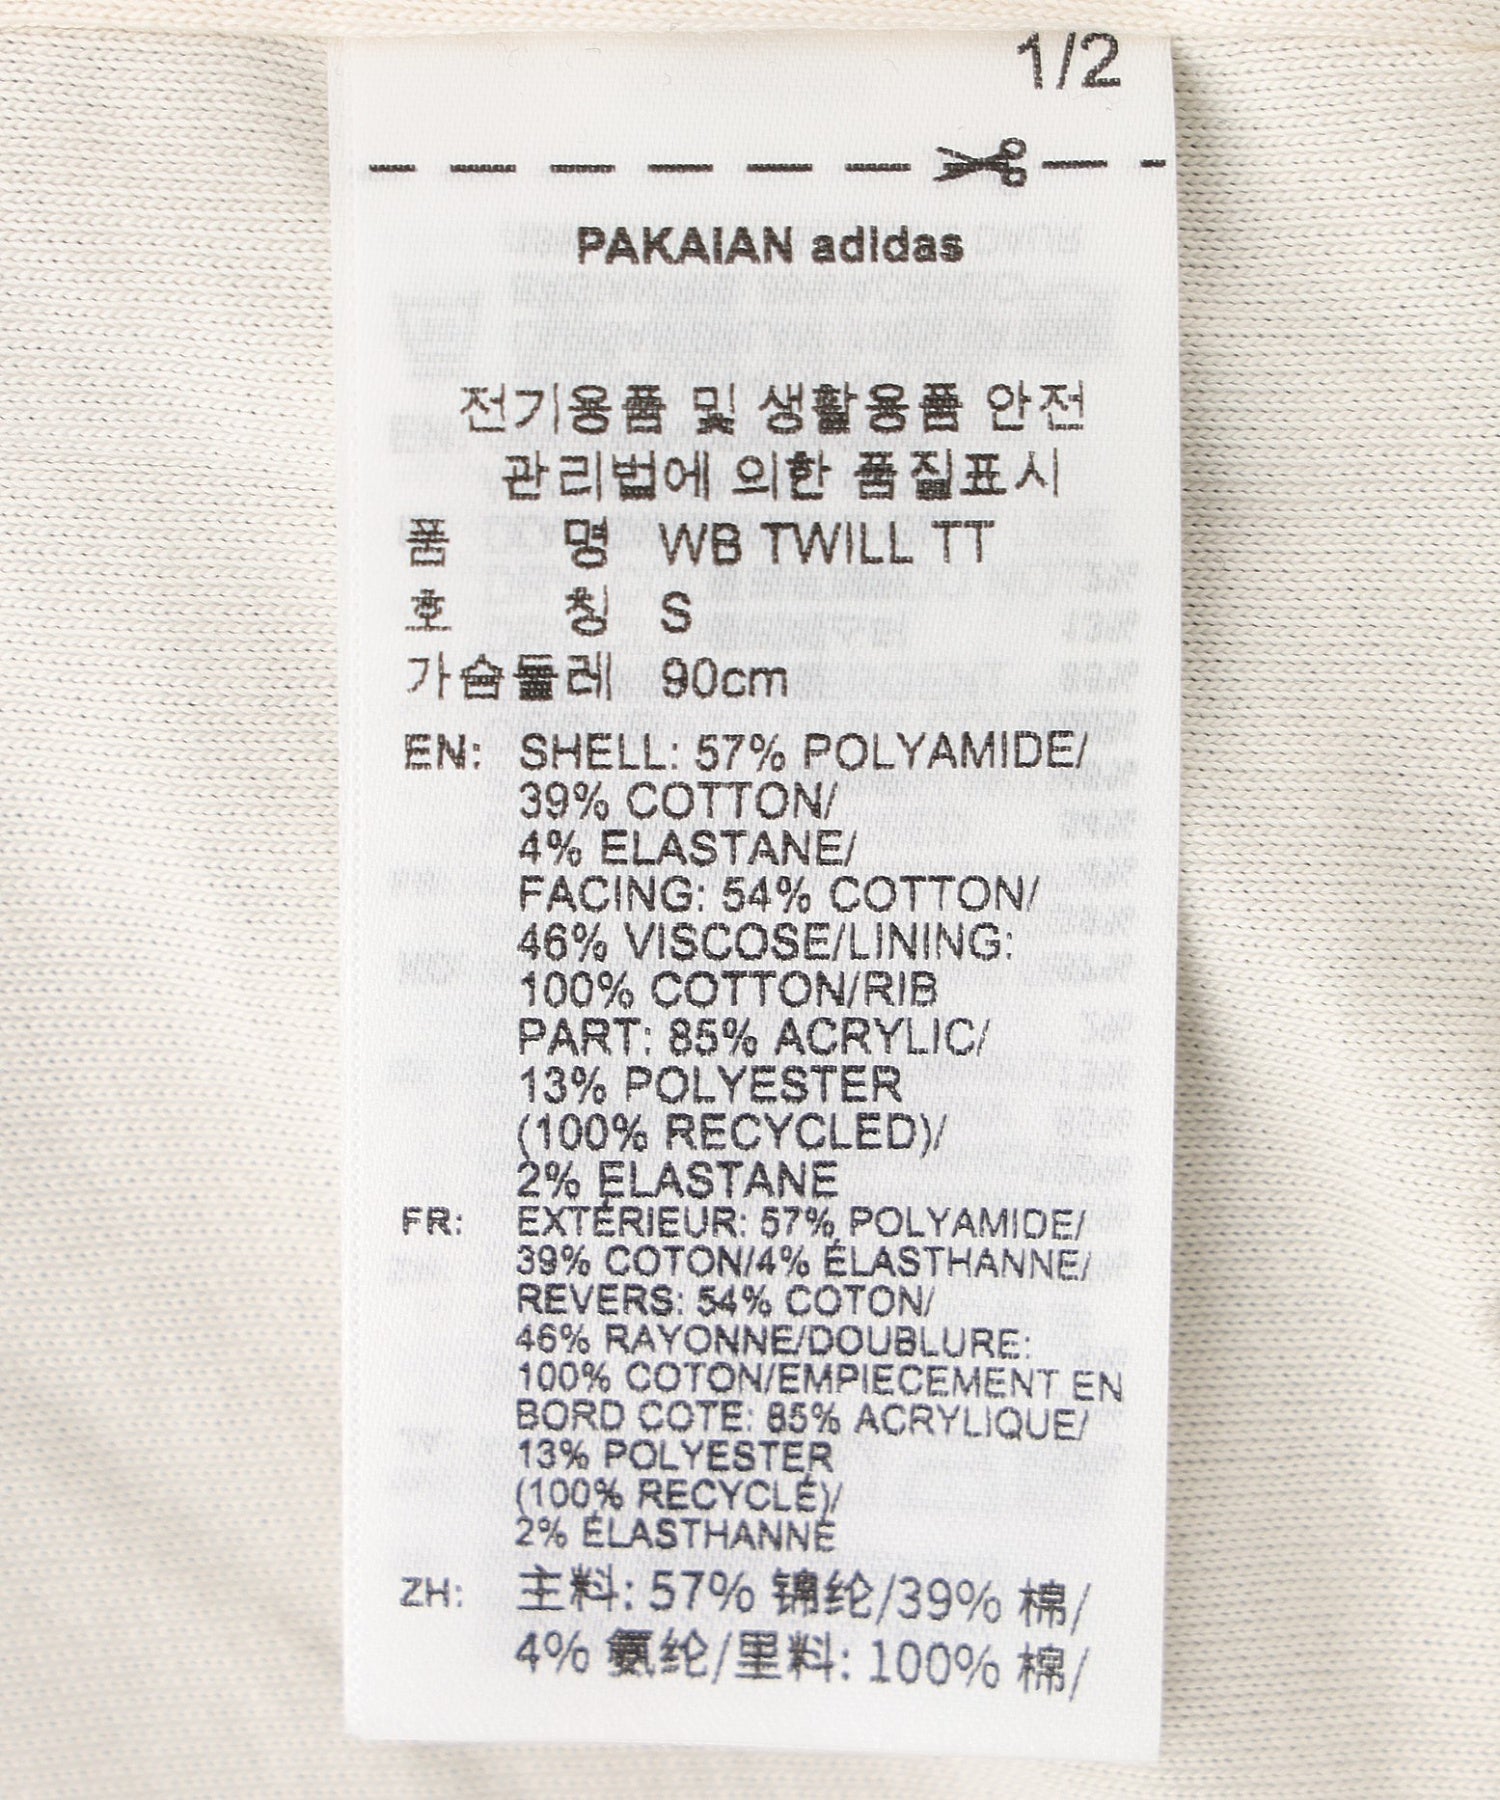 1/2
PAKAIAN adidas
전기용품 및 생활용품 안전
관리법에 의한 품질표시
품 명 WB TWILL TT
호 칭 S
가슴둘레 90cm
EN: SHELL: 57% POLYAMIDE/
39% COTTON/
4% ELASTANE/
FACING: 54% COTTON/
46% VISCOSE/LINING:
100% COTTON/RIB
PART: 85% ACRYLIC/
13% POLYESTER
(100% RECYCLED)/
2% ELASTANE
FR: EXTÉRIEUR: 57% POLYAMIDE/
39% COTON/4% ÉLASTHANNE/
REVERS: 54% COTON/
46% RAYONNE/DOUBLURE:
100% COTON/EMPIECEMENT EN
BORD COTE: 85% ACRYLIQUE/
13% POLYESTER
(100% RECYCLÉ)/
2% ÉLASTHANNE
ZH: 主料: 57% 锦纶/39% 棉/
4% 氨纶/里料: 100% 棉/